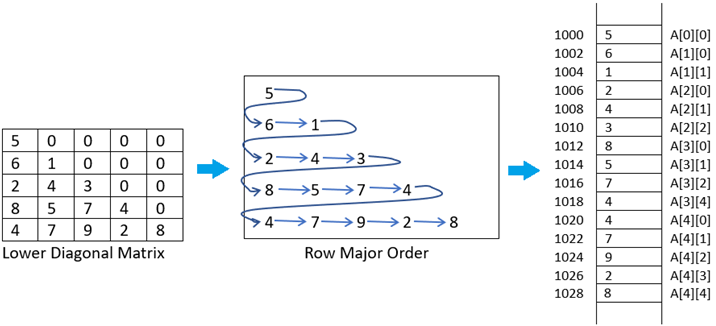 5 0 0 0 0
6 1 0 0 0
2 4 3 0 0
8 5 7 4 0
4 7 9 2 8
Lower Diagonal Matrix
5
6 1
2 4 3
8 5 7 4
4 7 9 2 8
Row Major Order
1000 5 A[0][0]
1002 6 A[1][0]
1004 1 A[1][1]
1006 2 A[2][0]
1008 4 A[2][1]
1010 3 A[2][2]
1012 8 A[3][0]
1014 5 A[3][1]
1016 7 A[3][2]
1018 4 A[3][4]
1020 4 A[4][0]
1022 7 A[4][1]
1024 9 A[4][2]
1026 2 A[4][3]
1028 8 A[4][4]